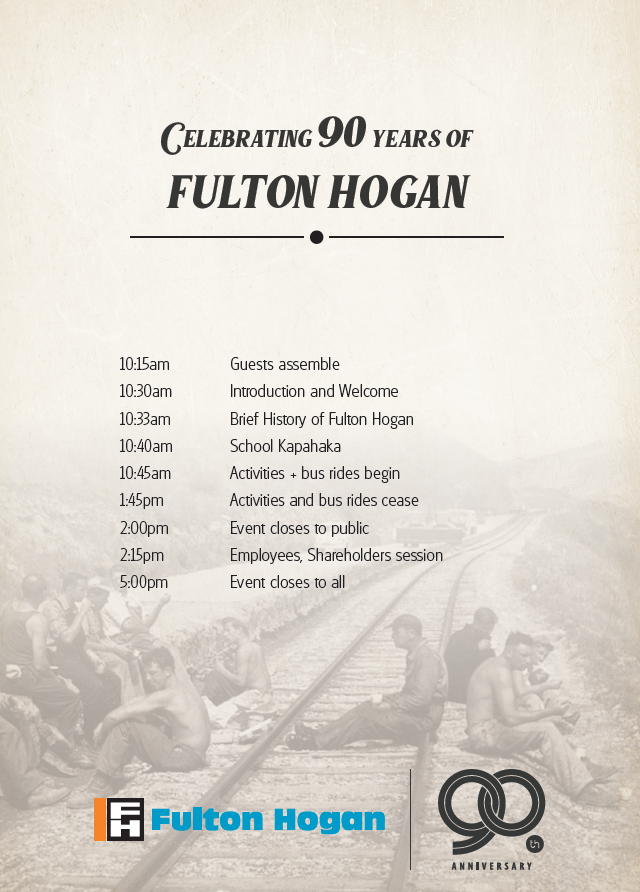 Celebrating 90 years of
FULTON HOGAN
10:15am Guests assemble
10:30am Introduction and Welcome
10:33am Brief History of Fulton Hogan
10:40am School Kapahaka
10:45am Activities + bus rides begin
1:45pm Activities and bus rides cease
2:00pm Event closes to public
2:15pm Employees, Shareholders session
5:00pm Event closes to all
FH Fulton Hogan
90th
ANNIVERSARY